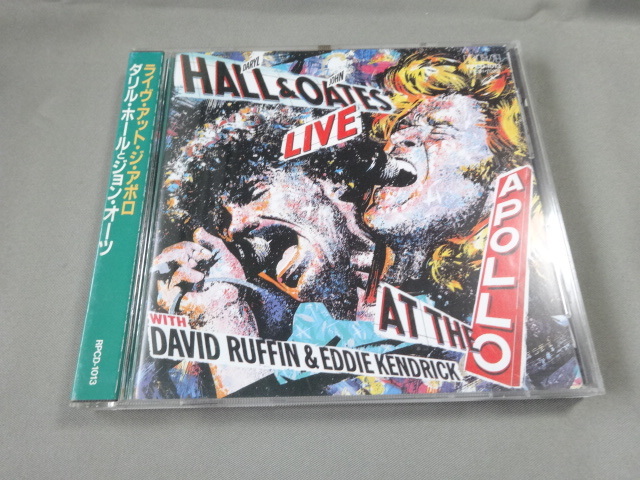 ライヴ・アット・ジ・アポロ
ダリル・ホールとジョン・オーツ
RPCD-1013
DARYL
HALL & JOHN
OATES
LIVE
AT THE
APOLLO
WITH
DAVID RUFFIN & EDDIE KENDRICK